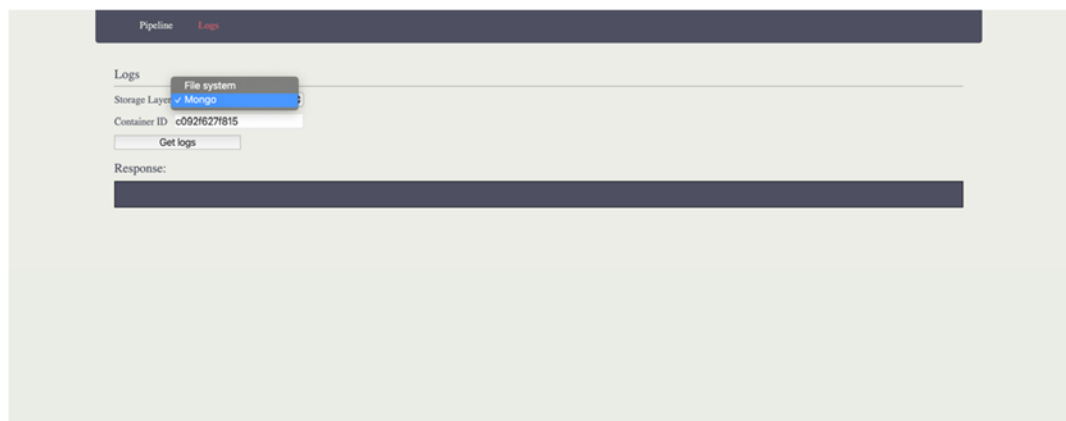 Pipeline Logs
Logs
File system
Storage Layer ✓ Mongo
Container ID c092f627f815
Get logs
Response: